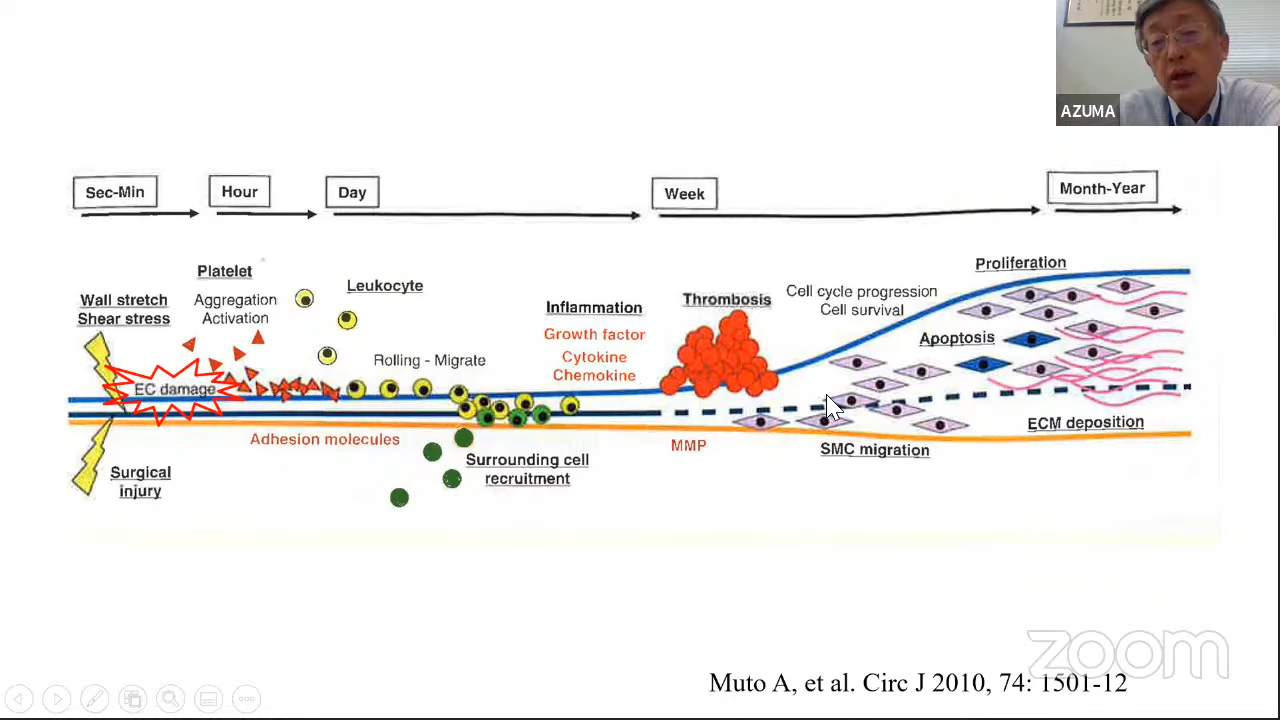 AZUMA
Sec-Min
Hour
Day
Week
Month-Year
Wall stretch
Shear stress
Platelet
Aggregation
Activation
Leukocyte
Rolling - Migrate
Inflammation
Growth factor
Cytokine
Chemokine
Thrombosis
Cell cycle progression
Cell survival
Proliferation
Apoptosis
EC damage
Adhesion molecules
Surgical
injury
Surrounding cell
recruitment
MMP
SMC migration
ECM deposition
zoom
Muto A, et al. Circ J 2010, 74: 1501-12